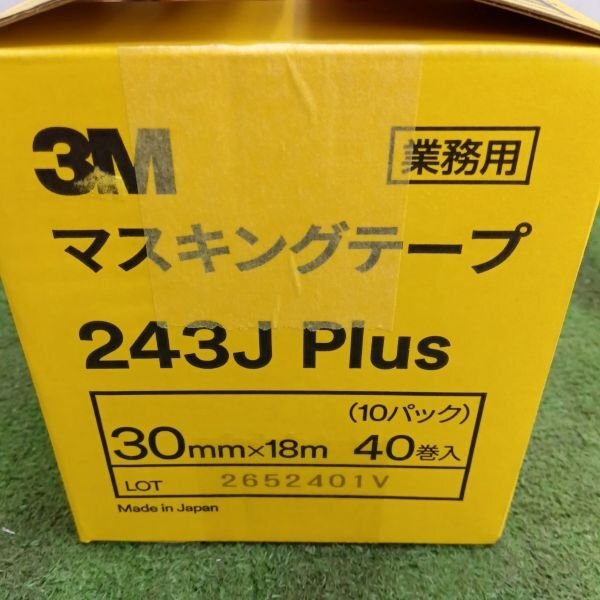 3M
業務用
マスキングテープ
243J Plus
(10パック)
30mm×18m 40巻入
LOT 2652401V
Made in Japan